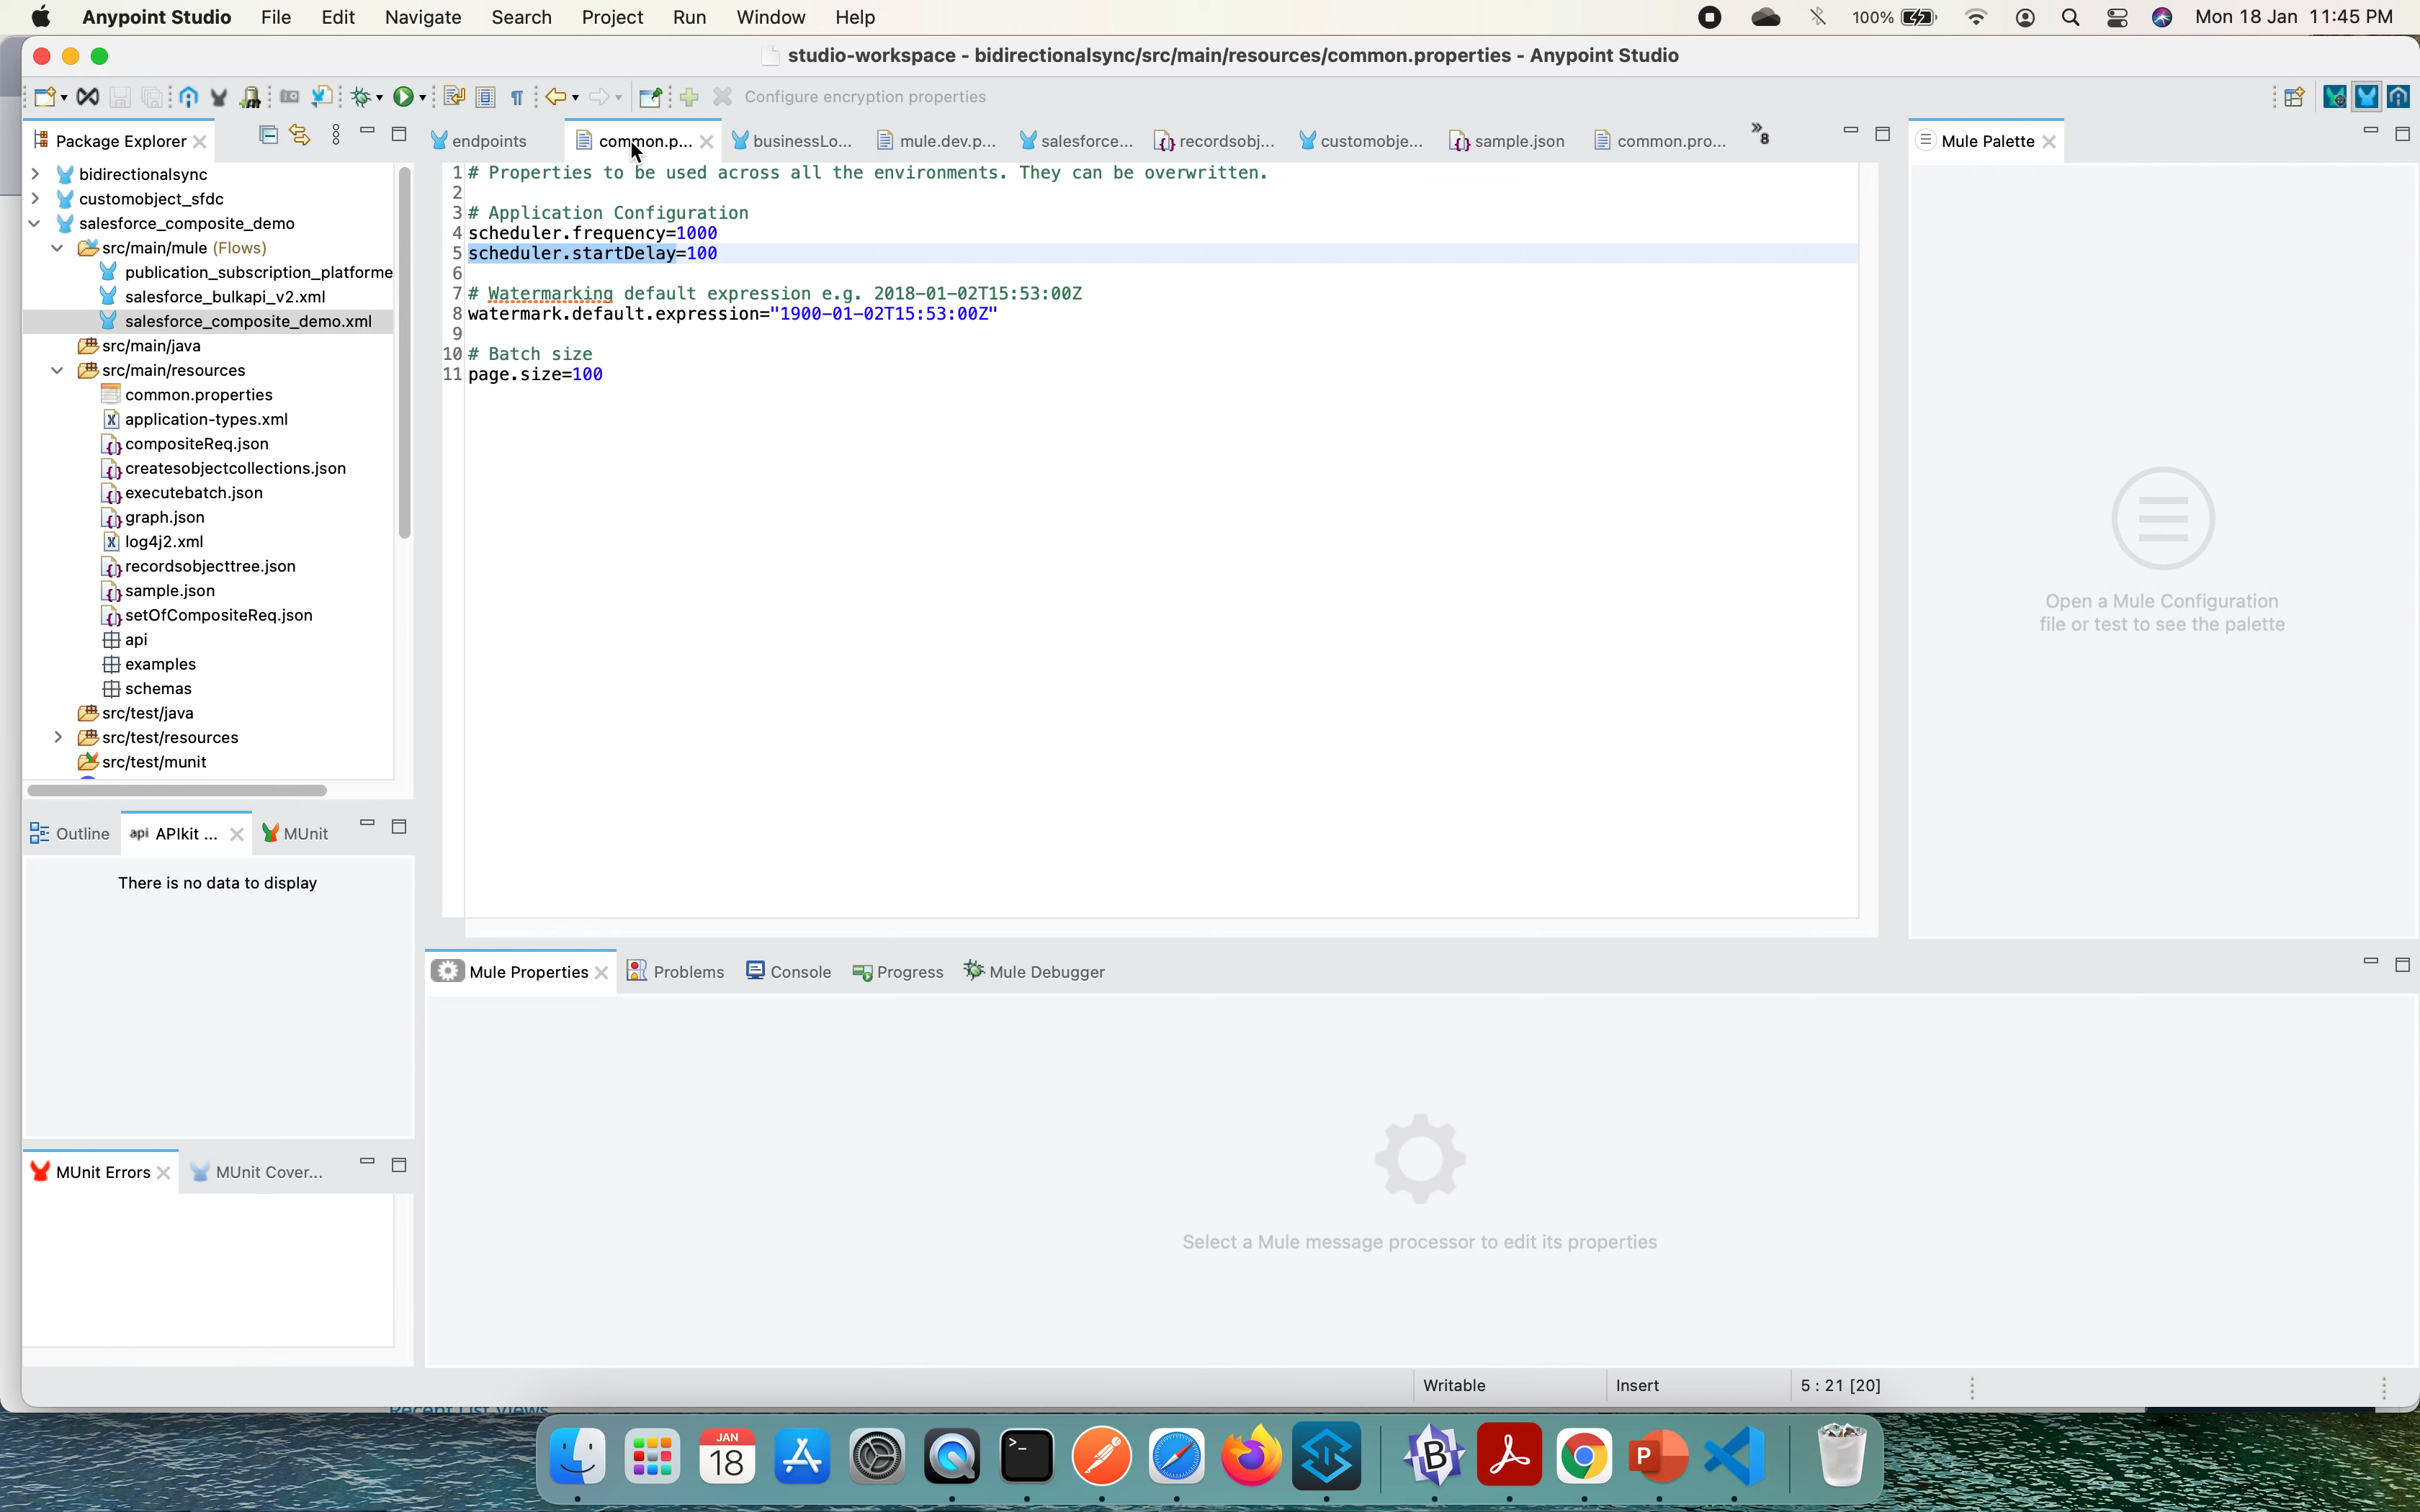 Anypoint Studio File Edit Navigate Search Project Run Window Help 100% Mon 18 Jan 11:45 PM
studio-workspace - bidirectionalsync/src/main/resources/common.properties - Anypoint Studio
Configure encryption properties
Package Explorer
endpoints common.p... businessLo... mule.dev.p... salesforce... recordsobj... customobje... sample.json common.pro... »8
Mule Palette
bidirectionalsync
customobject_sfdc
salesforce_composite_demo
src/main/mule (Flows)
publication_subscription_platforme
salesforce_bulkapi_v2.xml
salesforce_composite_demo.xml
src/main/java
src/main/resources
common.properties
application-types.xml
compositeReq.json
createsobjectcollections.json
executebatch.json
graph.json
log4j2.xml
recordsobjecttree.json
sample.json
setOfCompositeReq.json
api
examples
schemas
src/test/java
src/test/resources
src/test/munit
1 # Properties to be used across all the environments. They can be overwritten.
2
3 # Application Configuration
4 scheduler.frequency=1000
5 scheduler.startDelay=100
6
7 # Watermarking default expression e.g. 2018-01-02T15:53:00Z
8 watermark.default.expression="1900-01-02T15:53:00Z"
9
10 # Batch size
11 page.size=100
Open a Mule Configuration
file or test to see the palette
Outline api APIkit ... MUnit
There is no data to display
MUnit Errors MUnit Cover...
Mule Properties Problems Console Progress Mule Debugger
Select a Mule message processor to edit its properties
Writable Insert 5 : 21 [20]
Recent List Views
JAN
18
>_
B
P